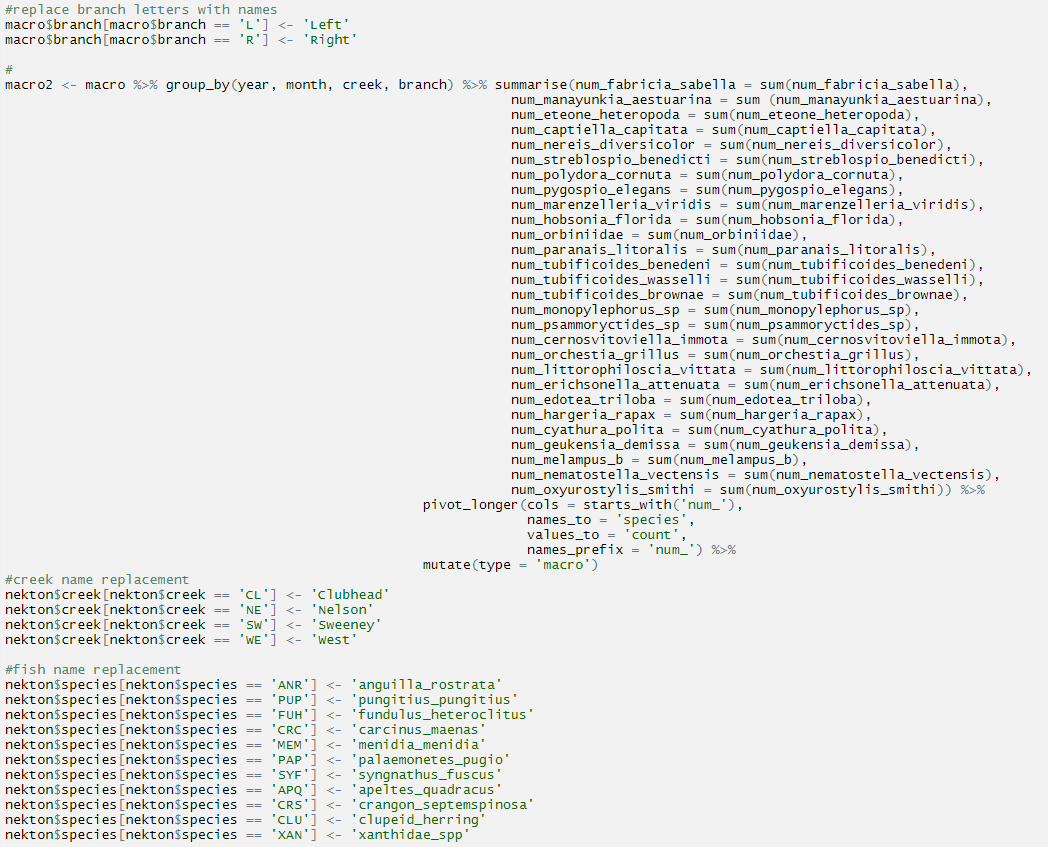 #replace branch letters with names
macro$branch[macro$branch == 'L'] <- 'Left'
macro$branch[macro$branch == 'R'] <- 'Right'
#
macro2 <- macro %>% group_by(year, month, creek, branch) %>% summarise(num_fabricia_sabella = sum(num_fabricia_sabella),
num_manayunkia_aestuarina = sum (num_manayunkia_aestuarina),
num_eteone_heteropoda = sum(num_eteone_heteropoda),
num_captiella_capitata = sum(num_captiella_capitata),
num_nereis_diversicolor = sum(num_nereis_diversicolor),
num_streblospio_benedicti = sum(num_streblospio_benedicti),
num_polydora_cornuta = sum(num_polydora_cornuta),
num_pygospio_elegans = sum(num_pygospio_elegans),
num_marenzelleria_viridis = sum(num_marenzelleria_viridis),
num_hobsonia_florida = sum(num_hobsonia_florida),
num_orbiniidae = sum(num_orbiniidae),
num_paranais_litoralis = sum(num_paranais_litoralis),
num_tubificoides_benedeni = sum(num_tubificoides_benedeni),
num_tubificoides_wasselli = sum(num_tubificoides_wasselli),
num_tubificoides_brownae = sum(num_tubificoides_brownae),
num_monopylephorus_sp = sum(num_monopylephorus_sp),
num_psammoryctides_sp = sum(num_psammoryctides_sp),
num_cernosvitoviella_immota = sum(num_cernosvitoviella_immota),
num_orchestia_grillus = sum(num_orchestia_grillus),
num_littorophiloscia_vittata = sum(num_littorophiloscia_vittata),
num_erichsonella_attenuata = sum(num_erichsonella_attenuata),
num_edotea_triloba = sum(num_edotea_triloba),
num_hargeria_rapax = sum(num_hargeria_rapax),
num_cyathura_polita = sum(num_cyathura_polita),
num_geukensia_demissa = sum(num_geukensia_demissa),
num_melampus_b = sum(num_melampus_b),
num_nematostella_vectensis = sum(num_nematostella_vectensis),
num_oxyurostylis_smithi = sum(num_oxyurostylis_smithi)) %>%
pivot_longer(cols = starts_with('num_'),
names_to = 'species',
values_to = 'count',
names_prefix = 'num_') %>%
mutate(type = 'macro')
#creek name replacement
nekton$creek[nekton$creek == 'CL'] <- 'Clubhead'
nekton$creek[nekton$creek == 'NE'] <- 'Nelson'
nekton$creek[nekton$creek == 'SW'] <- 'Sweeney'
nekton$creek[nekton$creek == 'WE'] <- 'West'
#fish name replacement
nekton$species[nekton$species == 'ANR'] <- 'anguilla_rostrata'
nekton$species[nekton$species == 'PUP'] <- 'pungitius_pungitius'
nekton$species[nekton$species == 'FUH'] <- 'fundulus_heteroclitus'
nekton$species[nekton$species == 'CRC'] <- 'carcinus_maenas'
nekton$species[nekton$species == 'MEM'] <- 'menidia_menidia'
nekton$species[nekton$species == 'PAP'] <- 'palaemonetes_pugio'
nekton$species[nekton$species == 'SYF'] <- 'syngnathus_fuscus'
nekton$species[nekton$species == 'APQ'] <- 'apeltes_quadracus'
nekton$species[nekton$species == 'CRS'] <- 'crangon_septemspinosa'
nekton$species[nekton$species == 'CLU'] <- 'clupeid_herring'
nekton$species[nekton$species == 'XAN'] <- 'xanthidae_spp'